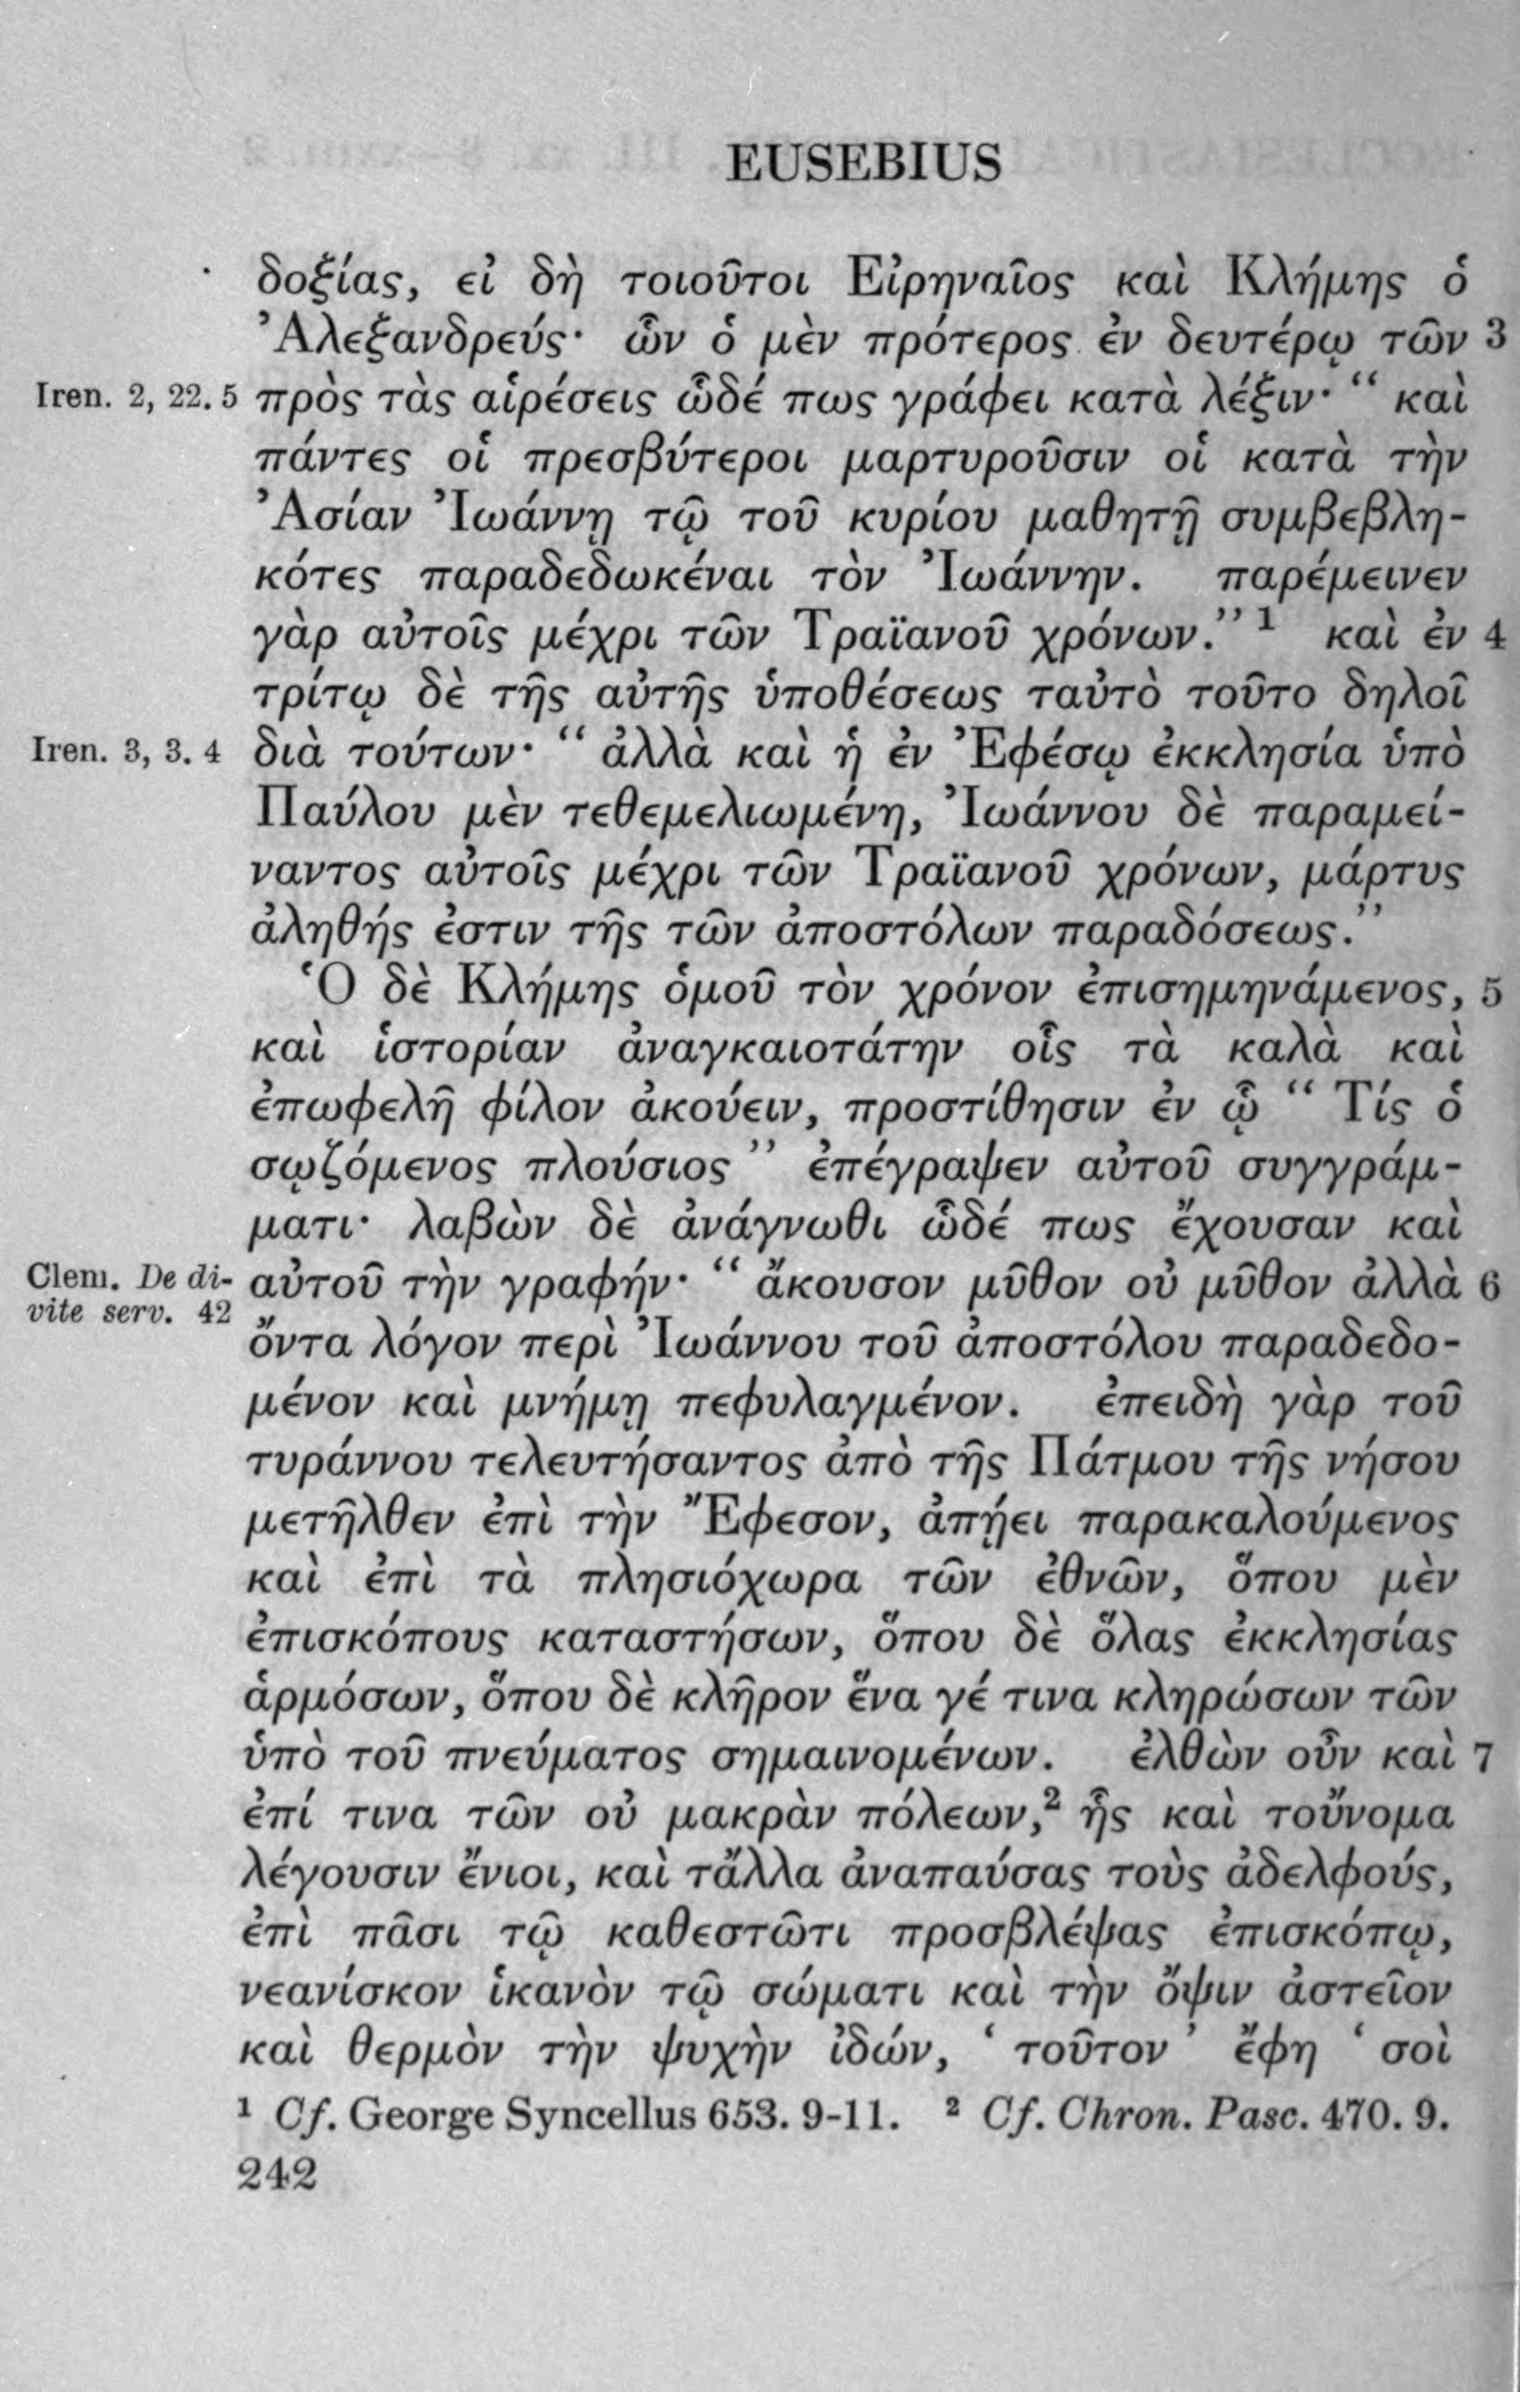 EUSEBIUS
δοξίας, εἰ δὴ τοιοῦτοι Εἰρηναῖος καὶ Κλήμης ὁ
Ἀλεξανδρεύς· ὧν ὁ μὲν πρότερος ἐν δευτέρῳ τῶν 3
Iren. 2, 22. 5 πρὸς τὰς αἱρέσεις ὧδέ πως γράφει κατὰ λέξιν· “ καὶ
πάντες οἱ πρεσβύτεροι μαρτυροῦσιν οἱ κατὰ τὴν
Ἀσίαν Ἰωάννῃ τῷ τοῦ κυρίου μαθητῇ συμβεβλη-
κότες παραδεδωκέναι τὸν Ἰωάννην. παρέμεινεν
γὰρ αὐτοῖς μέχρι τῶν Τραϊανοῦ χρόνων.”¹ καὶ ἐν 4
τρίτῳ δὲ τῆς αὐτῆς ὑποθέσεως ταὐτὸ τοῦτο δηλοῖ
Iren. 3, 3. 4 διὰ τούτων· “ ἀλλὰ καὶ ἡ ἐν Ἐφέσῳ ἐκκλησία ὑπὸ
Παύλου μὲν τεθεμελιωμένη, Ἰωάννου δὲ παραμεί-
ναντος αὐτοῖς μέχρι τῶν Τραϊανοῦ χρόνων, μάρτυς
ἀληθής ἐστιν τῆς τῶν ἀποστόλων παραδόσεως.”
Ὁ δὲ Κλήμης ὁμοῦ τὸν χρόνον ἐπισημηνάμενος, 5
καὶ ἱστορίαν ἀναγκαιοτάτην οἷς τὰ καλὰ καὶ
ἐπωφελῆ φίλον ἀκούειν, προστίθησιν ἐν ᾧ “ Τίς ὁ
σῳζόμενος πλούσιος ” ἐπέγραψεν αὐτοῦ συγγράμ-
ματι· λαβὼν δὲ ἀνάγνωθι ὧδέ πως ἔχουσαν καὶ
Clem. De di- αὐτοῦ τὴν γραφήν· “ ἄκουσον μῦθον οὐ μῦθον ἀλλὰ 6
vite serv. 42 ὄντα λόγον περὶ Ἰωάννου τοῦ ἀποστόλου παραδεδο-
μένον καὶ μνήμῃ πεφυλαγμένον. ἐπειδὴ γὰρ τοῦ
τυράννου τελευτήσαντος ἀπὸ τῆς Πάτμου τῆς νήσου
μετῆλθεν ἐπὶ τὴν Ἔφεσον, ἀπῄει παρακαλούμενος
καὶ ἐπὶ τὰ πλησιόχωρα τῶν ἐθνῶν, ὅπου μὲν
ἐπισκόπους καταστήσων, ὅπου δὲ ὅλας ἐκκλησίας
ἁρμόσων, ὅπου δὲ κλῆρον ἕνα γέ τινα κληρώσων τῶν
ὑπὸ τοῦ πνεύματος σημαινομένων. ἐλθὼν οὖν καὶ 7
ἐπί τινα τῶν οὐ μακρὰν πόλεων,² ἧς καὶ τοὔνομα
λέγουσιν ἔνιοι, καὶ τἄλλα ἀναπαύσας τοὺς ἀδελφούς,
ἐπὶ πᾶσι τῷ καθεστῶτι προσβλέψας ἐπισκόπῳ,
νεανίσκον ἱκανὸν τῷ σώματι καὶ τὴν ὄψιν ἀστεῖον
καὶ θερμὸν τὴν ψυχὴν ἰδών, ‘ τοῦτον ’ ἔφη ‘ σοὶ
¹ Cf. George Syncellus 653. 9-11. ² Cf. Chron. Pasc. 470. 9.
242